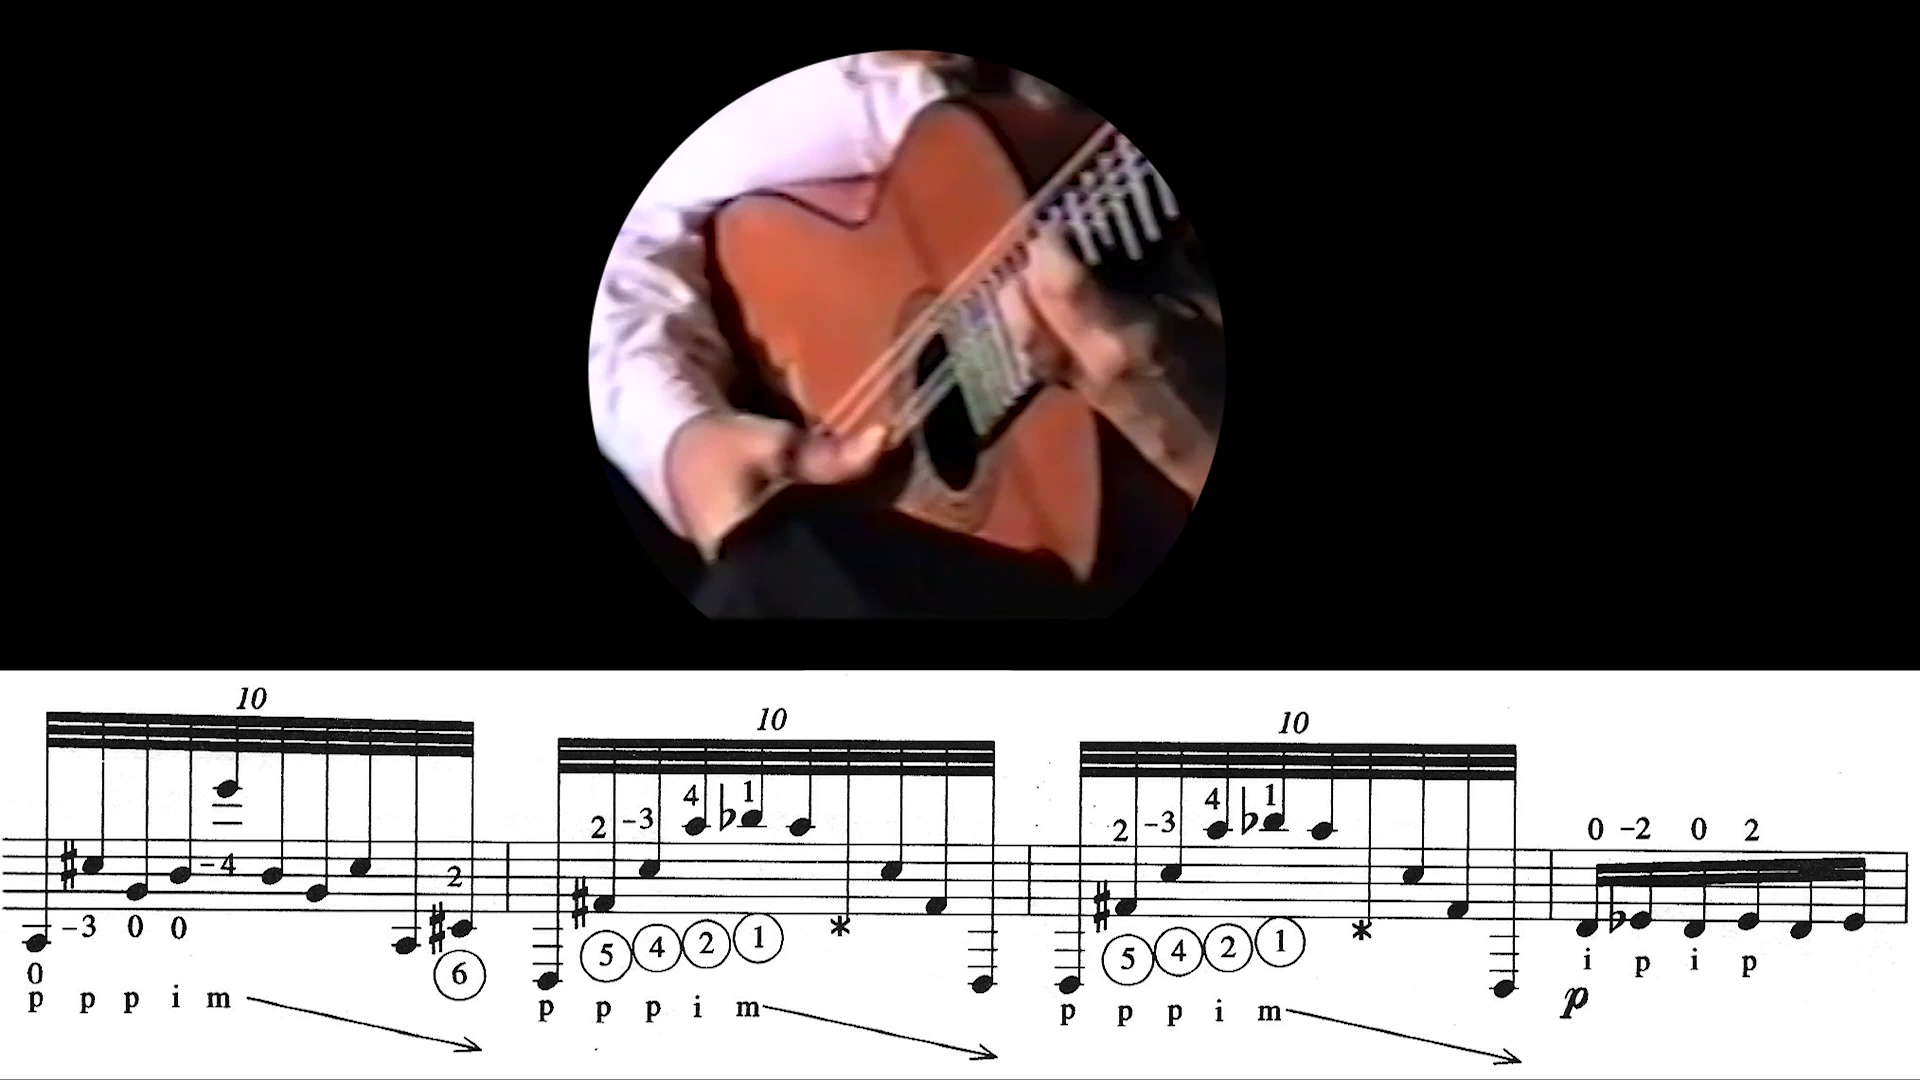 10 10 10
4 1 4 1
2 -3 2 -3 0 -2 0 2
-4 2
-3 0 0 * *
5 4 2 1 5 4 2 1
0 6 i p i p
p p p i m p p p i m p p p i m p